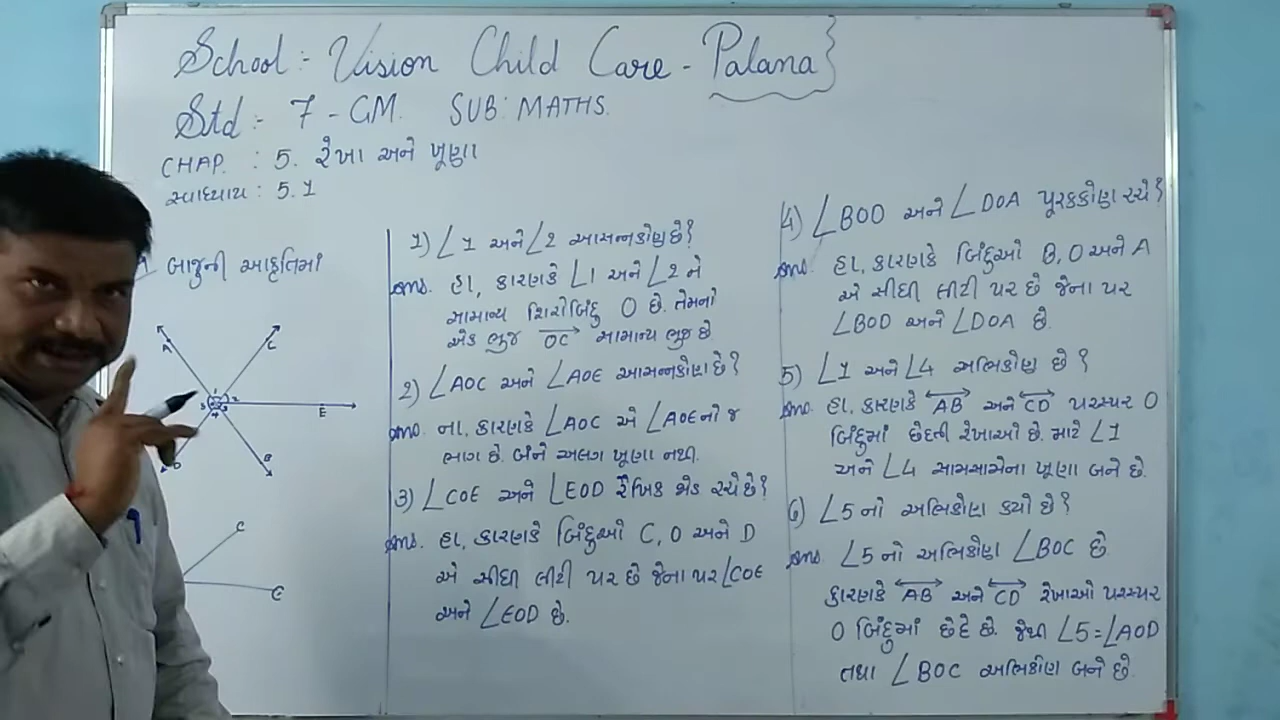 School :- Vision Child Care - Palana
Std :- 7 - GM. SUB : MATHS.
CHAP. : 5. રેખા અને ખૂણા
સ્વાધ્યાય : 5.1
બાજુની આકૃતિમાં
A
C
1
2
5
3
4
E
D
B
C
E
1) ∠1 અને ∠2 આસન્નકોણ છે?
Ans. હા, કારણકે ∠1 અને ∠2 ને
સામાન્ય શિરોબિંદુ O છે. તેમનો
એક ભુજ OC સામાન્ય ભુજ છે
2) ∠AOC અને ∠AOE આસન્નકોણ છે?
Ans. ના, કારણકે ∠AOC એ ∠AOE નો જ
ભાગ છે. બંને અલગ ખૂણા નથી.
3) ∠COE અને ∠EOD રૈખિક જોડ રચે છે?
Ans. હા, કારણકે બિંદુઓ C, O અને D
એ સીધી લીટી પર છે જેના પર ∠COE
અને ∠EOD છે.
4) ∠BOD અને ∠DOA પૂરકકોણ રચે?
Ans. હા, કારણકે બિંદુઓ B, O અને A
એ સીધી લીટી પર છે જેના પર
∠BOD અને ∠DOA છે.
5) ∠1 અને ∠4 અભિકોણ છે?
Ans. હા, કારણકે AB અને CD પરસ્પર O
બિંદુમાં છેદતી રેખાઓ છે. માટે ∠1
અને ∠4 સામસામેના ખૂણા બને છે.
6) ∠5 નો અભિકોણ કયો છે?
Ans. ∠5 નો અભિકોણ ∠BOC છે
કારણકે AB અને CD રેખાઓ પરસ્પર
O બિંદુમાં છેદે છે. જેથી ∠5 = ∠AOD
તથા ∠BOC અભિકોણ બને છે.